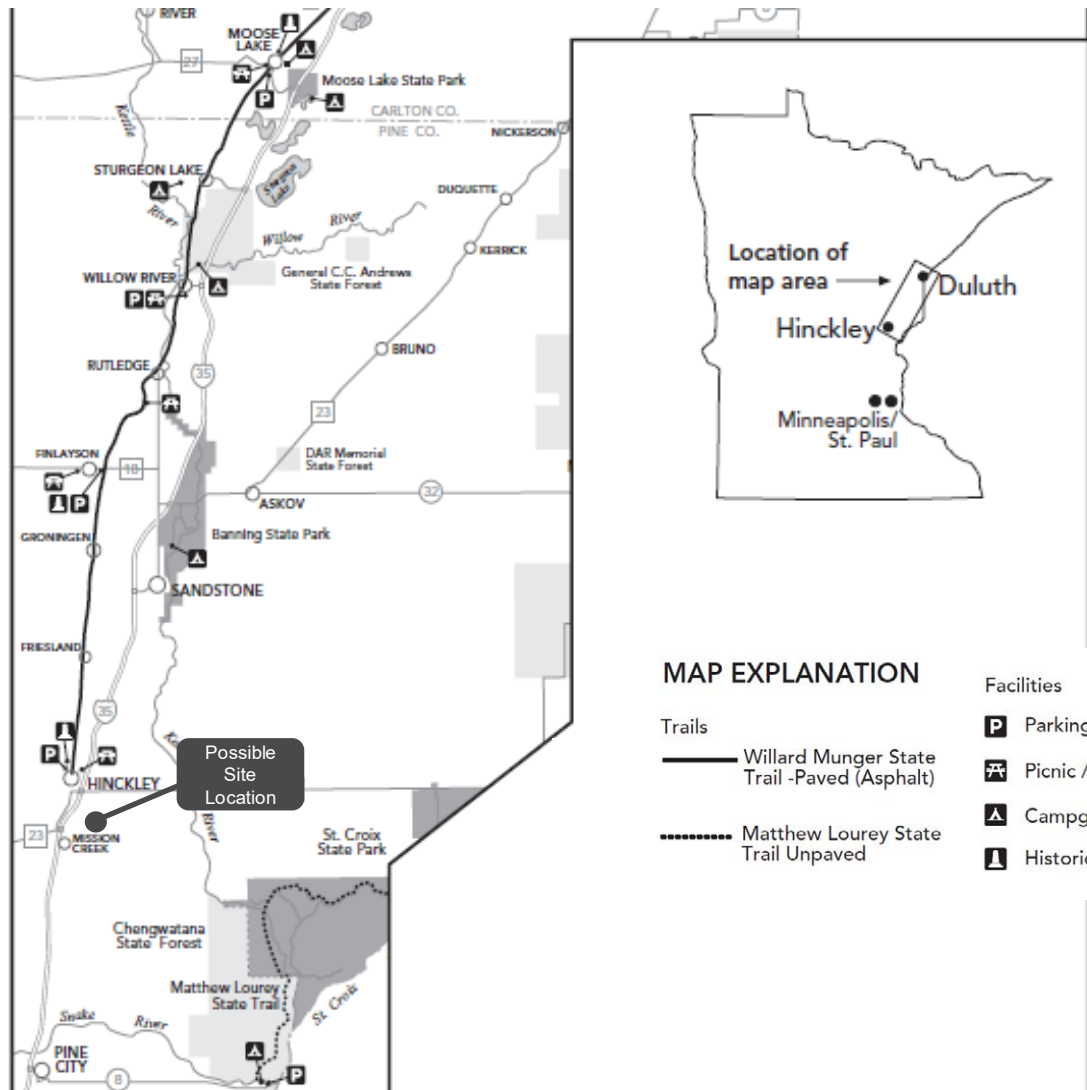 RIVER
MOOSE
LAKE
27
Moose Lake State Park
P
CARLTON CO.
PINE CO.
Kettle
NICKERSON
STURGEON LAKE
Sturgeon
Lake
DUQUETTE
River
Willow
River
KERRICK
General C.C. Andrews
State Forest
WILLOW RIVER
P
BRUNO
RUTLEDGE
35
23
FINLAYSON
18
DAR Memorial
State Forest
P
ASKOV
32
GRONINGEN
Banning State Park
SANDSTONE
FRIESLAND
35
P
HINCKLEY
Possible
Site
Location
River
23
MISSION
CREEK
St. Croix
State Park
Chengwatana
State Forest
Matthew Lourey
State Trail
St. Croix
Snake
River
PINE
CITY
8
P
Location of
map area
Duluth
Hinckley
Minneapolis/
St. Paul
MAP EXPLANATION
Trails
Willard Munger State
Trail -Paved (Asphalt)
Matthew Lourey State
Trail Unpaved
Facilities
P Parking
Picnic /
Campg
Historic